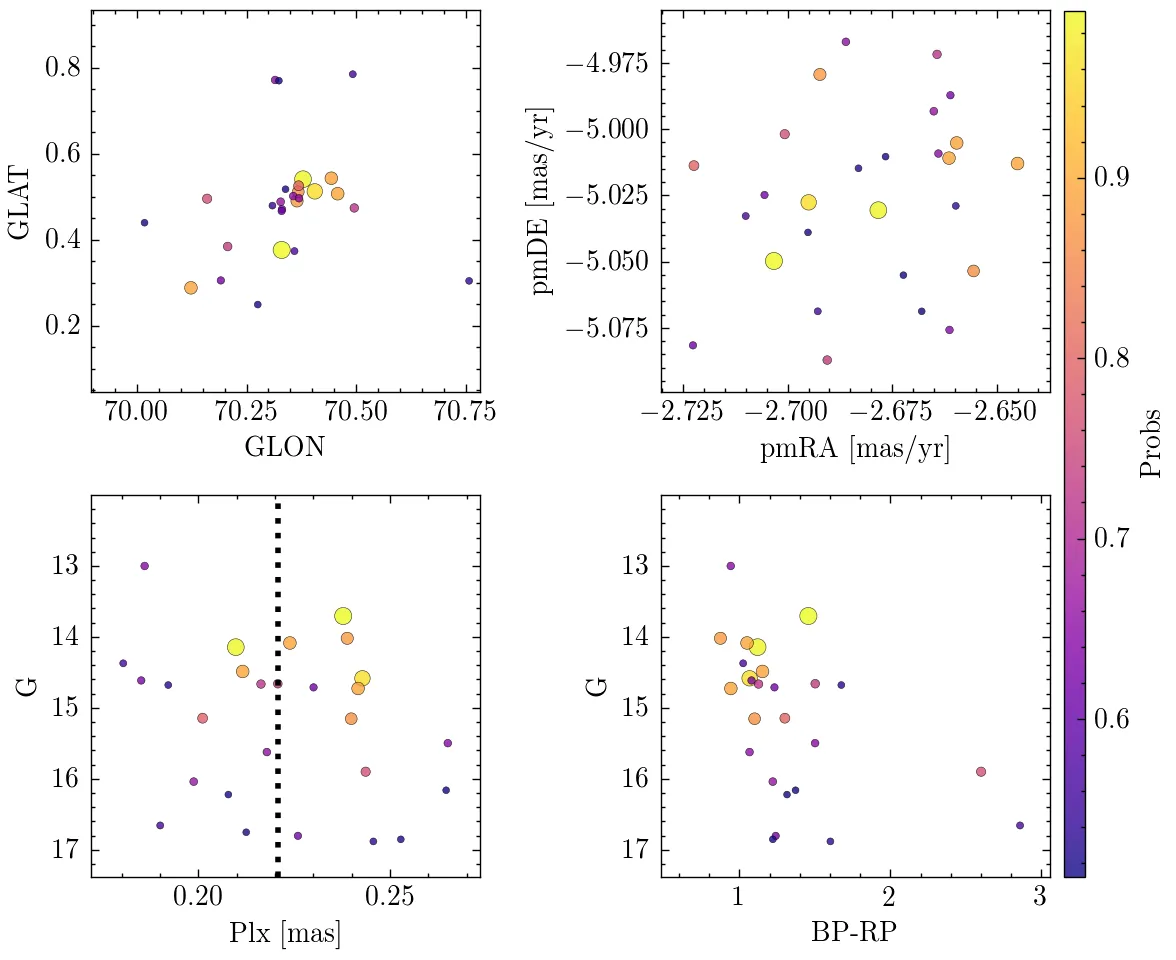 0.8
0.6
0.4
0.2
GLAT
70.00 70.25 70.50 70.75
GLON
−4.975
−5.000
−5.025
−5.050
−5.075
pmDE [mas/yr]
−2.725 −2.700 −2.675 −2.650
pmRA [mas/yr]
0.9
0.8
0.7
0.6
Probs
13
14
15
16
17
G
0.20 0.25
Plx [mas]
13
14
15
16
17
G
1 2 3
BP-RP